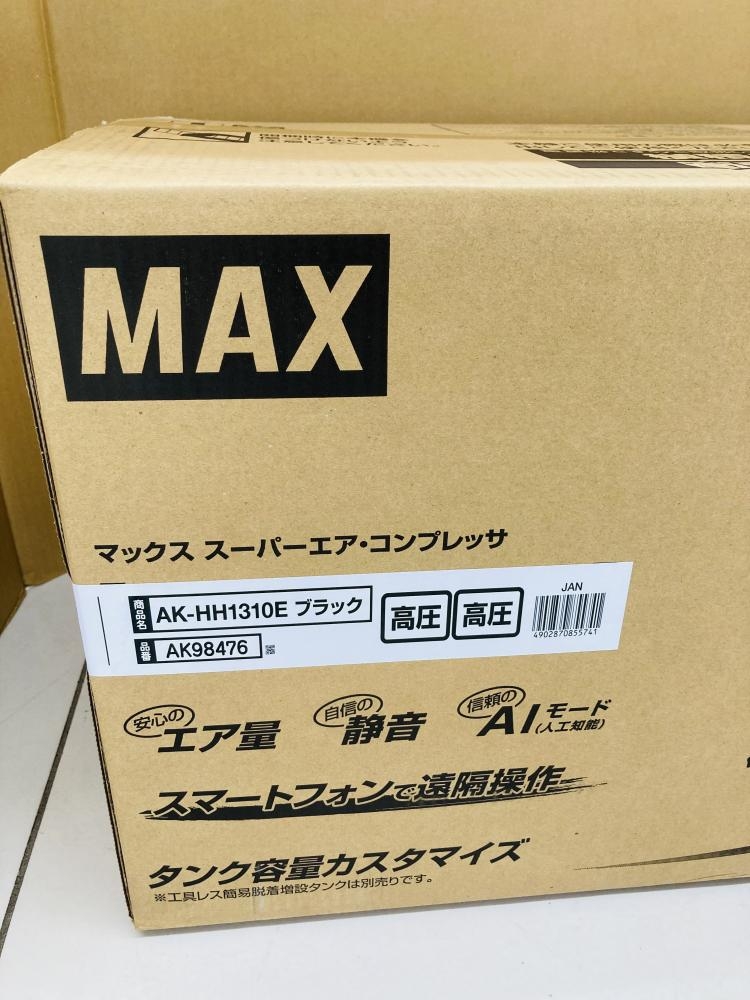 MAX
マックス スーパーエア・コンプレッサ
商品名 AK-HH1310E ブラック
高圧 高圧
JAN
4902870855741
品番 AK98476
安心の エア量
自信の 静音
信頼の AIモード
(人工知能)
スマートフォンで遠隔操作
タンク容量カスタマイズ
※工具レス簡易脱着増設タンクは別売りです。